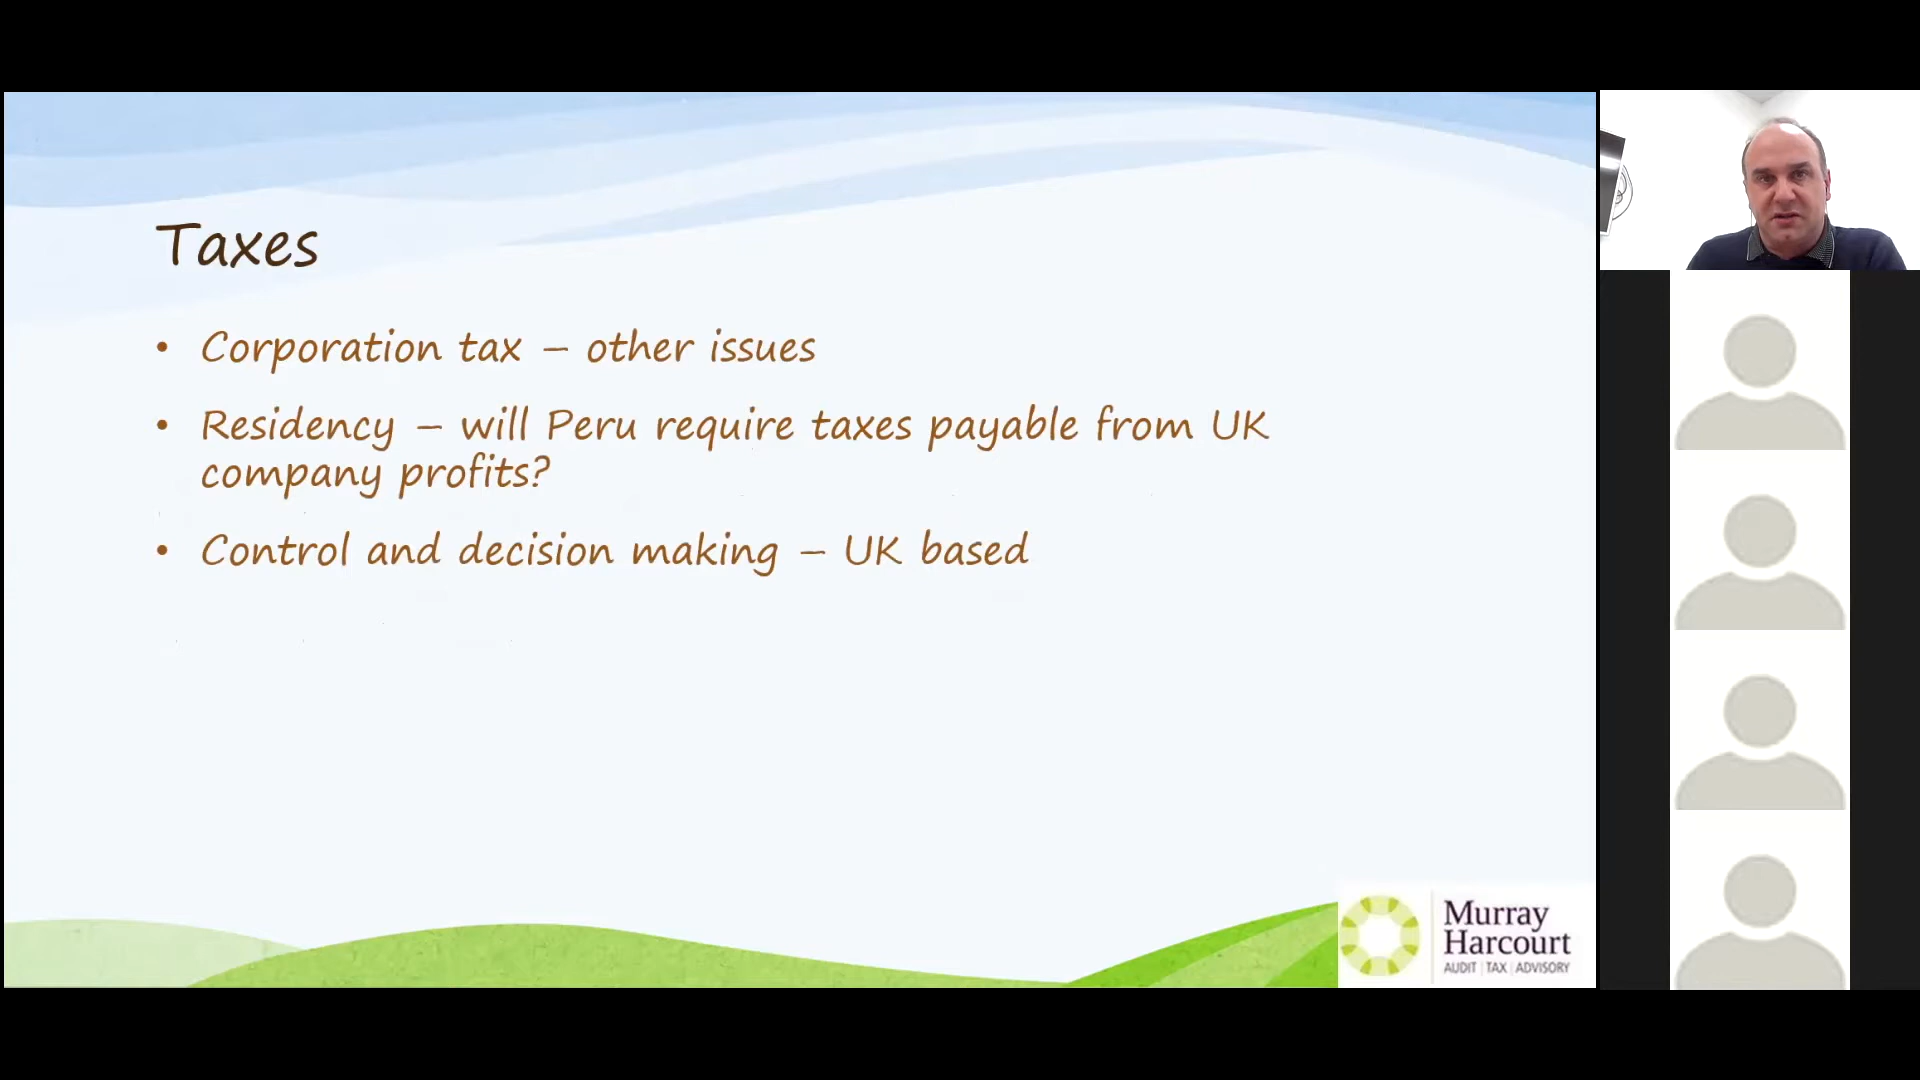 Taxes
• Corporation tax – other issues
• Residency – will Peru require taxes payable from UK
company profits?
• Control and decision making – UK based
Murray
Harcourt
AUDIT | TAX | ADVISORY